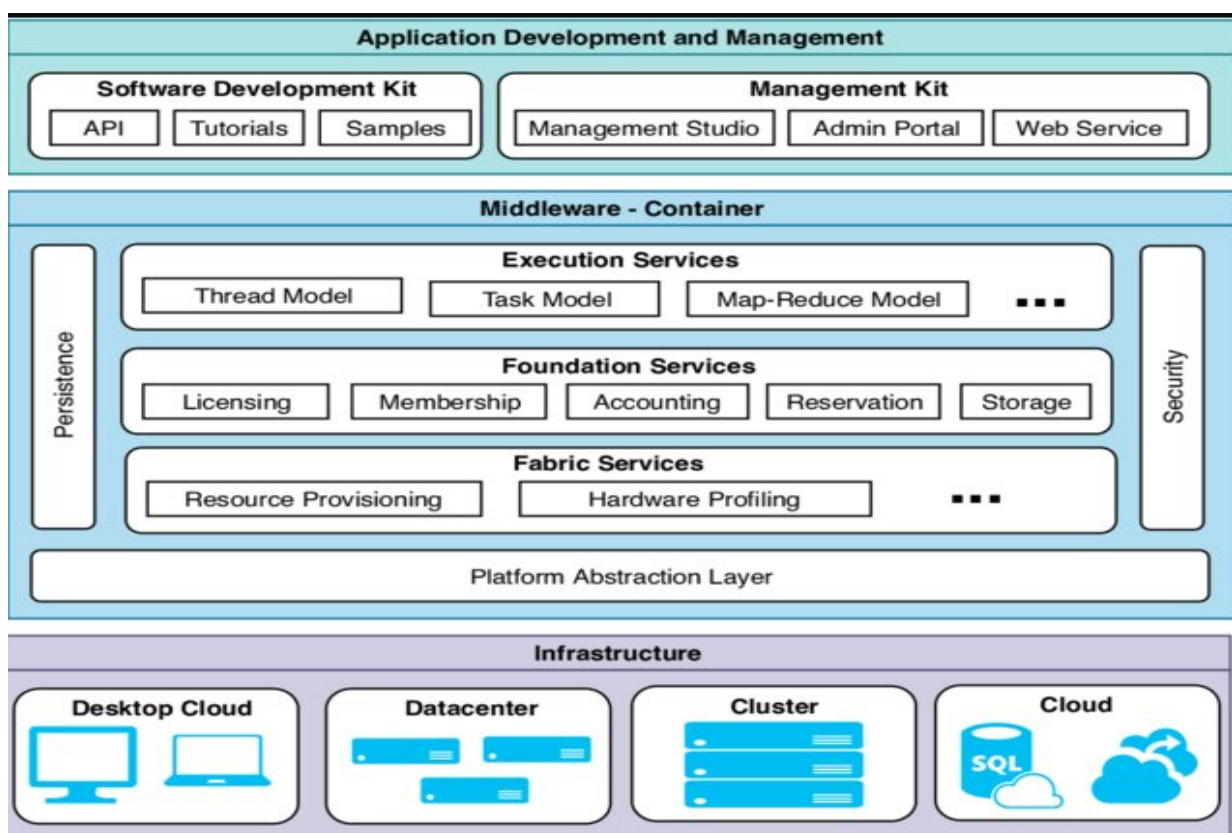 Application Development and Management
Software Development Kit
API Tutorials Samples
Management Kit
Management Studio Admin Portal Web Service
Middleware - Container
Persistence
Execution Services
Thread Model Task Model Map-Reduce Model ...
Foundation Services
Licensing Membership Accounting Reservation Storage
Fabric Services
Resource Provisioning Hardware Profiling ...
Security
Platform Abstraction Layer
Infrastructure
Desktop Cloud Datacenter Cluster Cloud
SQL